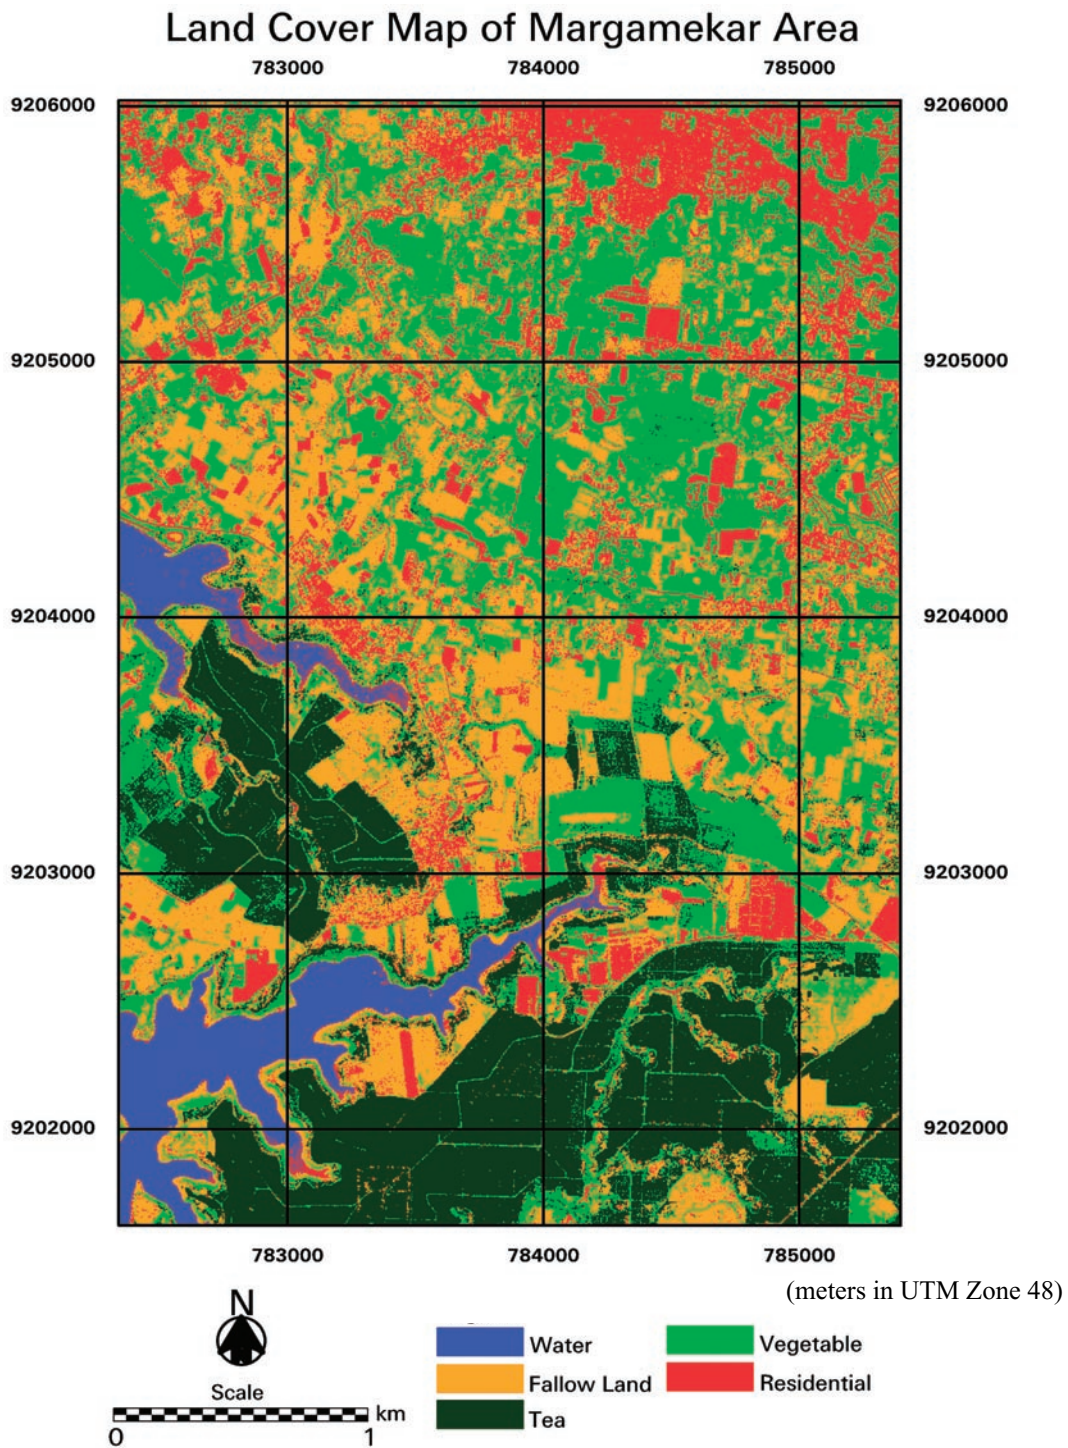 Land Cover Map of Margamekar Area
783000 784000 785000
9206000 9206000
9205000 9205000
9204000 9204000
9203000 9203000
9202000 9202000
783000 784000 785000
(meters in UTM Zone 48)
N
Scale
km
0 1
Water
Fallow Land
Tea
Vegetable
Residential